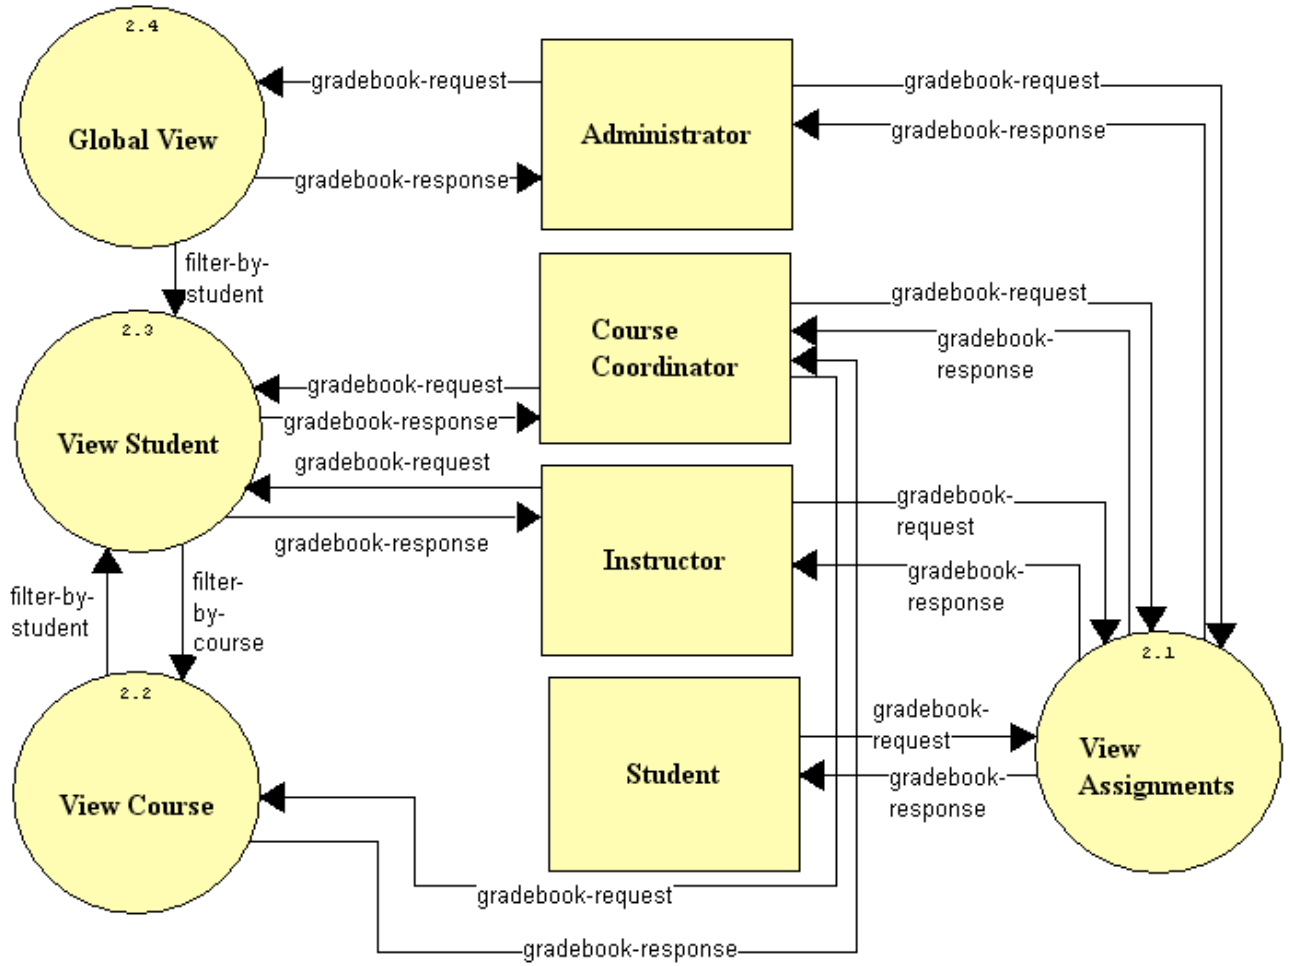 2.4
Global View
gradebook-request
Administrator
gradebook-request
gradebook-response
gradebook-response
filter-by-
student
2.3
View Student
gradebook-request
gradebook-response
Course
Coordinator
gradebook-request
gradebook-
response
gradebook-request
gradebook-response
Instructor
gradebook-
request
gradebook-
response
filter-by-
student
filter-
by-
course
2.2
View Course
Student
gradebook-
request
gradebook-
response
2.1
View
Assignments
gradebook-request
gradebook-response